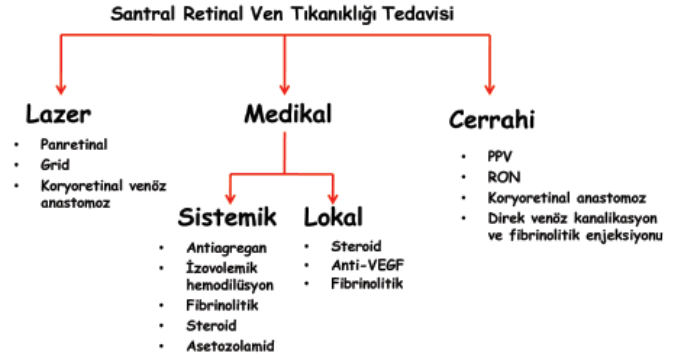 Santral Retinal Ven Tıkanıklığı Tedavisi
Lazer
• Panretinal
• Grid
• Koryoretinal venöz
anastomoz
Medikal
Sistemik
• Antiagregan
• İzovolemik
hemodilüsyon
• Fibrinolitik
• Steroid
• Asetozolamid
Lokal
• Steroid
• Anti-VEGF
• Fibrinolitik
Cerrahi
• PPV
• RON
• Koryoretinal anastomoz
• Direk venöz kanalikasyon
ve fibrinolitik enjeksiyonu